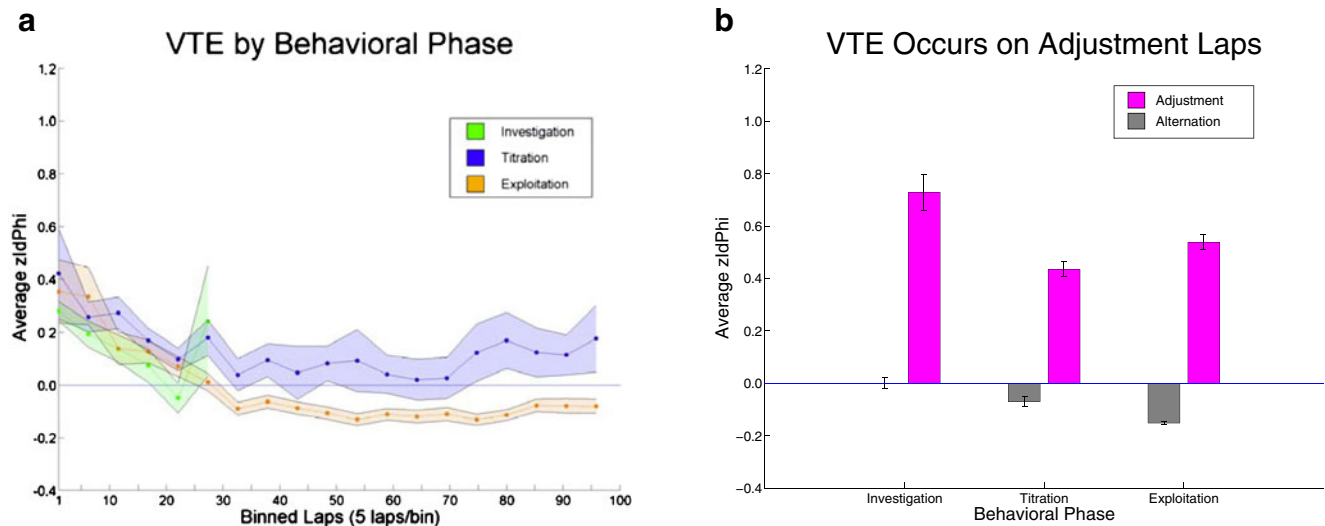 a
VTE by Behavioral Phase
1.2
1.0
0.8
0.6
0.4
0.2
0.0
-0.2
-0.4
Average zIdPhi
Investigation
Titration
Exploitation
1 10 20 30 40 50 60 70 80 90 100
Binned Laps (5 laps/bin)
b
VTE Occurs on Adjustment Laps
1.2
1.0
0.8
0.6
0.4
0.2
0.0
−0.2
−0.4
Average zIdPhi
Adjustment
Alternation
Investigation Titration Exploitation
Behavioral Phase